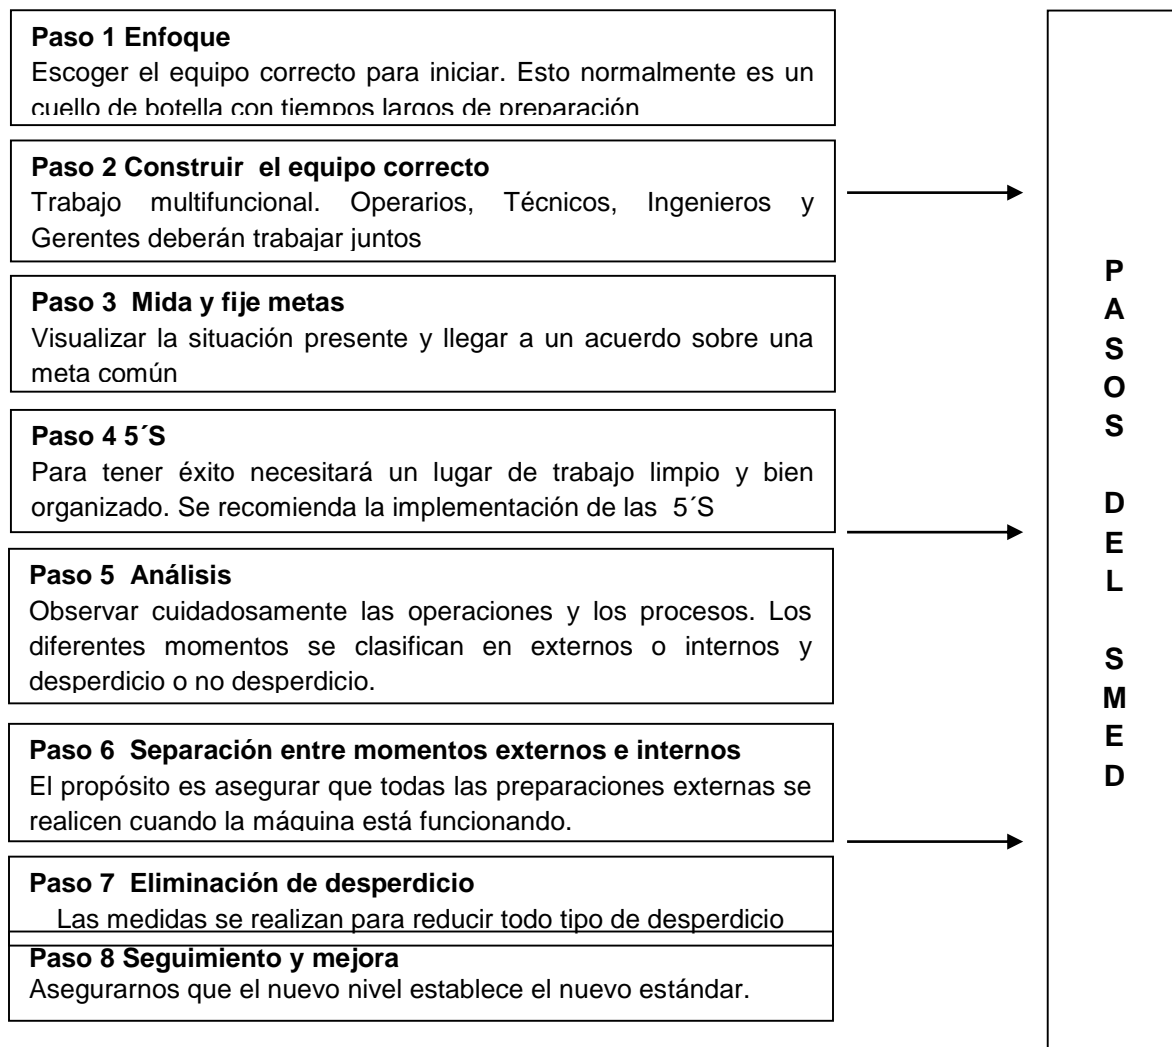 Paso 1 Enfoque
Escoger el equipo correcto para iniciar. Esto normalmente es un
cuello de botella con tiempos largos de preparación
Paso 2 Construir  el equipo correcto
Trabajo multifuncional. Operarios, Técnicos, Ingenieros y
Gerentes deberán trabajar juntos
Paso 3  Mida y fije metas
Visualizar la situación presente y llegar a un acuerdo sobre una
meta común
Paso 4 5´S
Para tener éxito necesitará un lugar de trabajo limpio y bien
organizado. Se recomienda la implementación de las  5´S
Paso 5  Análisis
Observar cuidadosamente las operaciones y los procesos. Los
diferentes momentos se clasifican en externos o internos y
desperdicio o no desperdicio.
Paso 6  Separación entre momentos externos e internos
El propósito es asegurar que todas las preparaciones externas se
realicen cuando la máquina está funcionando.
Paso 7  Eliminación de desperdicio
Las medidas se realizan para reducir todo tipo de desperdicio
Paso 8 Seguimiento y mejora
Asegurarnos que el nuevo nivel establece el nuevo estándar.
P
A
S
O
S
D
E
L
S
M
E
D